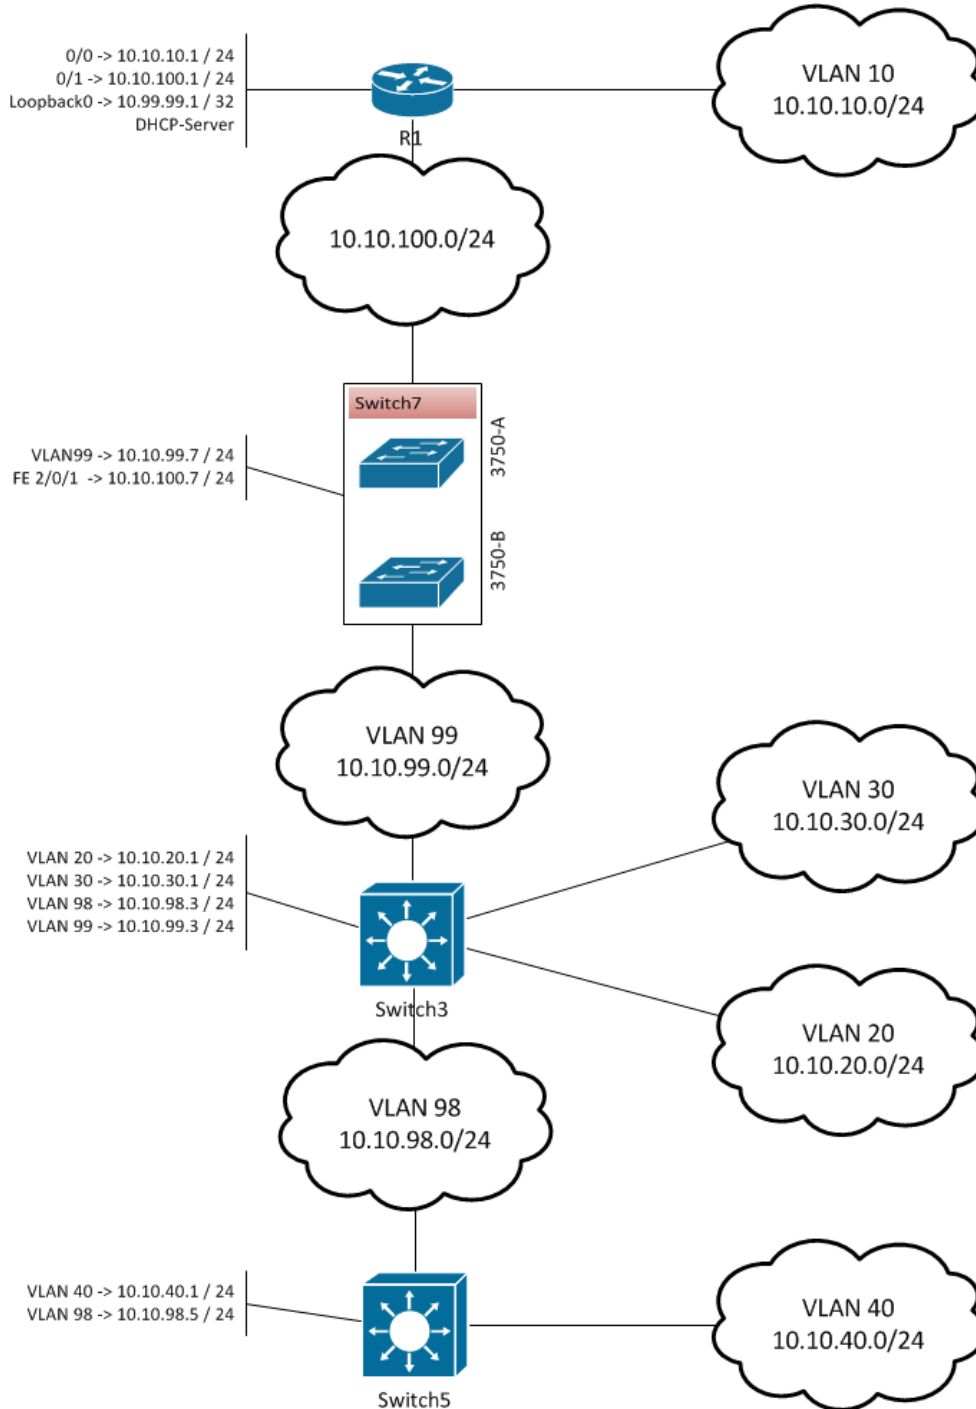 0/0 -> 10.10.10.1 / 24
0/1 -> 10.10.100.1 / 24
Loopback0 -> 10.99.99.1 / 32
DHCP-Server
R1
VLAN 10
10.10.10.0/24
10.10.100.0/24
Switch7
3750-A
3750-B
VLAN99 -> 10.10.99.7 / 24
FE 2/0/1 -> 10.10.100.7 / 24
VLAN 99
10.10.99.0/24
VLAN 30
10.10.30.0/24
VLAN 20 -> 10.10.20.1 / 24
VLAN 30 -> 10.10.30.1 / 24
VLAN 98 -> 10.10.98.3 / 24
VLAN 99 -> 10.10.99.3 / 24
Switch3
VLAN 20
10.10.20.0/24
VLAN 98
10.10.98.0/24
VLAN 40 -> 10.10.40.1 / 24
VLAN 98 -> 10.10.98.5 / 24
Switch5
VLAN 40
10.10.40.0/24